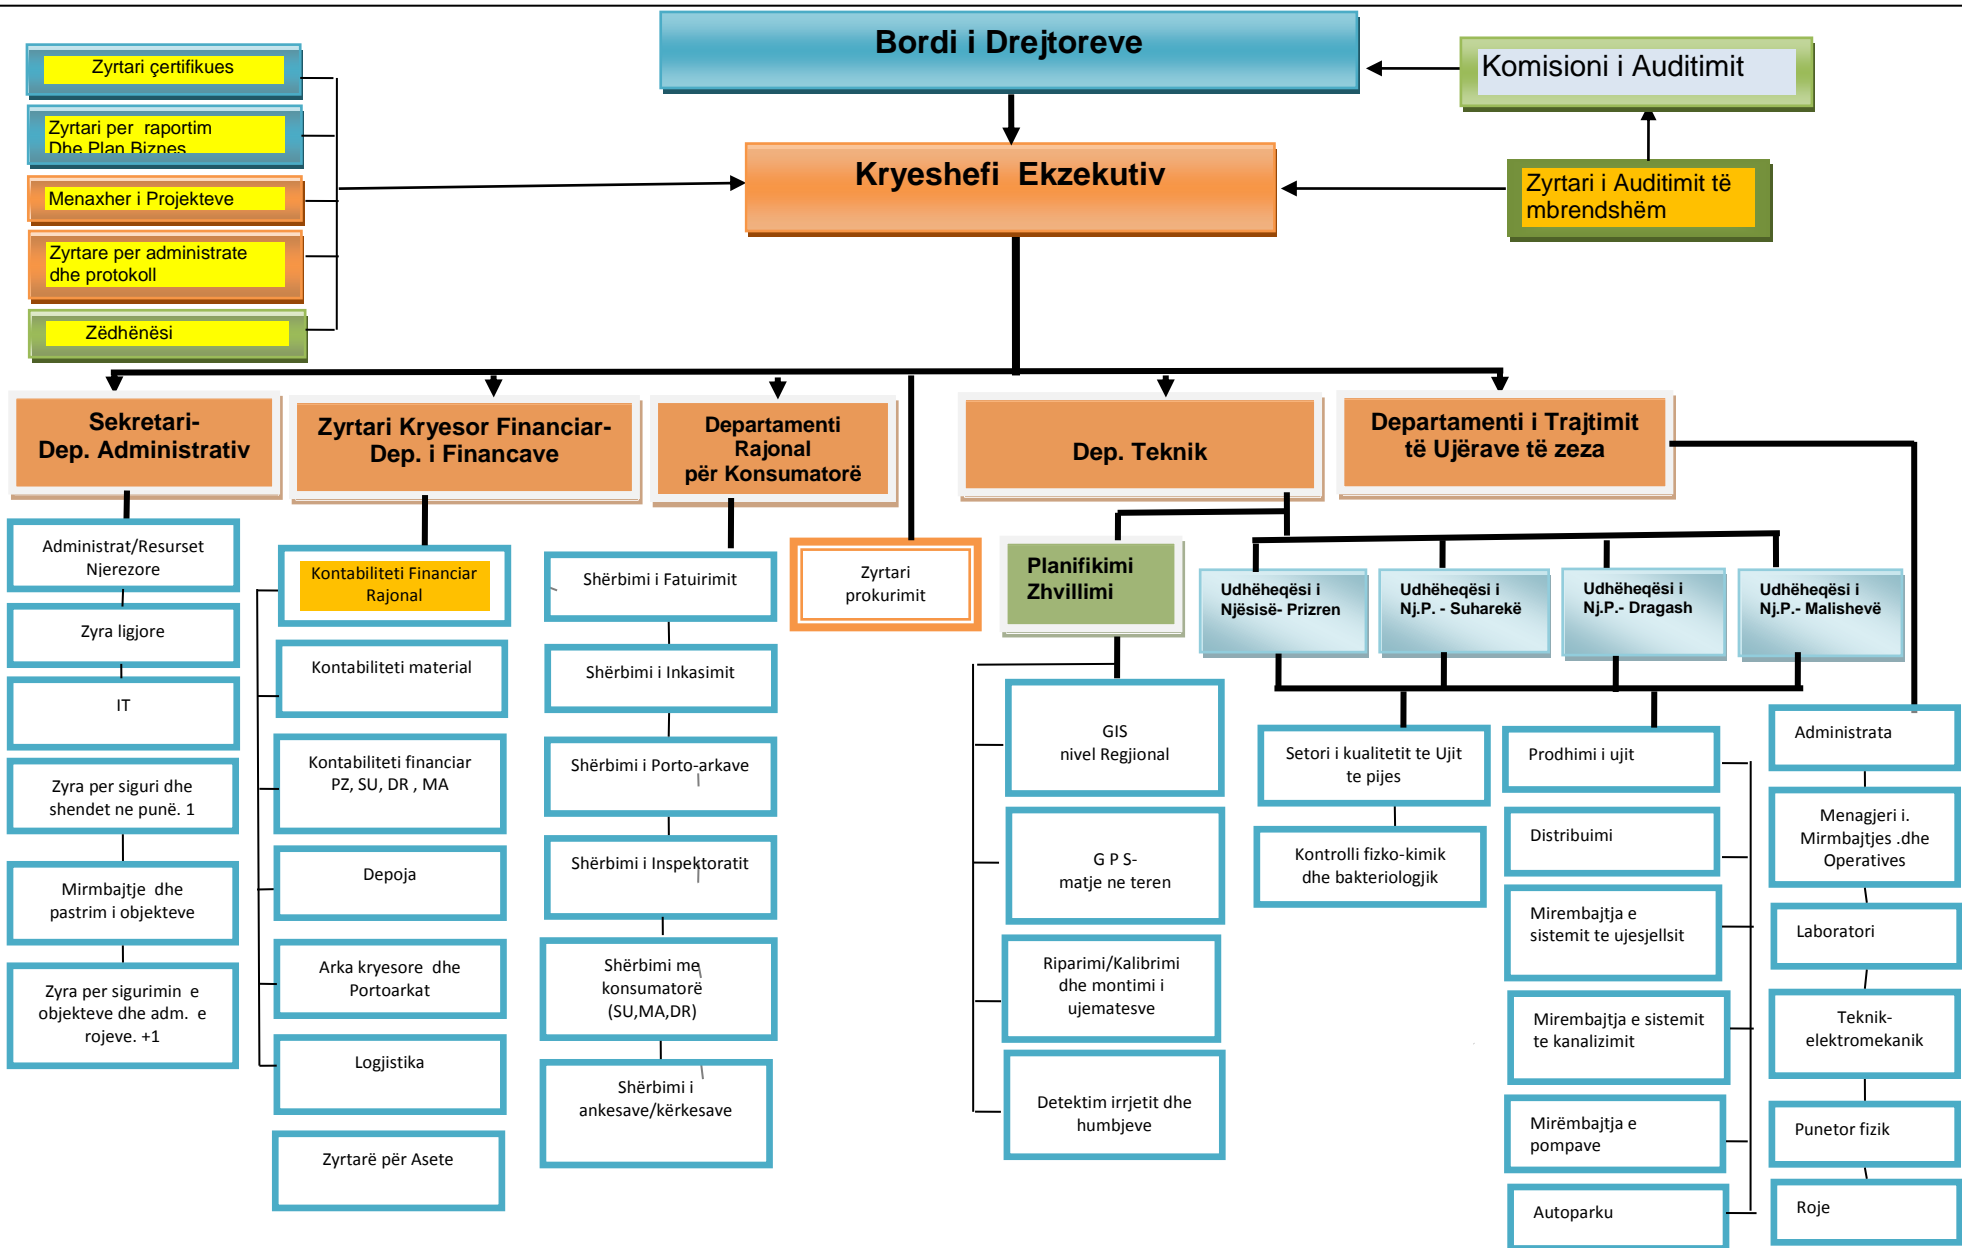 Bordi i Drejtoreve
Komisioni i Auditimit
Zyrtari çertifikues
Zyrtari per raportim
Dhe Plan Biznes
Menaxher i Projekteve
Zyrtare per administrate
dhe protokoll
Zëdhënësi
Kryeshefi Ekzekutiv
Zyrtari i Auditimit të
mbrendshëm
Sekretari-
Dep. Administrativ
Zyrtari Kryesor Financiar-
Dep. i Financave
Departamenti
Rajonal
për Konsumatorë
Dep. Teknik
Departamenti i Trajtimit
të Ujërave të zeza
Administrat/Resurset
Njerezore
Zyra ligjore
IT
Zyra per siguri dhe
shendet ne punë. 1
Mirmbajtje dhe
pastrim i objekteve
Zyra per sigurimin e
objekteve dhe adm. e
rojeve. +1
Kontabiliteti Financiar
Rajonal
Kontabiliteti material
Kontabiliteti financiar
PZ, SU, DR , MA
Depoja
Arka kryesore dhe
Portoarkat
Logjistika
Zyrtarë për Asete
Shërbimi i Fatuirimit
Shërbimi i Inkasimit
Shërbimi i Porto-arkave
Shërbimi i Inspektoratit
Shërbimi me
konsumatorë
(SU,MA,DR)
Shërbimi i
ankesave/kërkesave
Zyrtari
prokurimit
Planifikimi
Zhvillimi
GIS
nivel Regjional
G P S-
matje ne teren
Riparimi/Kalibrimi
dhe montimi i
ujematesve
Detektim irrjetit dhe
humbjeve
Udhëheqësi i
Njësisë- Prizren
Udhëheqësi i
Nj.P. - Suharekë
Udhëheqësi i
Nj.P.- Dragash
Udhëheqësi i
Nj.P.- Malishevë
Setori i kualitetit te Ujit
te pijes
Kontrolli fizko-kimik
dhe bakteriologjik
Prodhimi i ujit
Distribuimi
Mirembajtja e
sistemit te ujesjellsit
Mirembajtja e sistemit
te kanalizimit
Mirëmbajtja e
pompave
Autoparku
Administrata
Menagjeri i.
Mirmbajtjes .dhe
Operatives
Laboratori
Teknik-
elektromekanik
Punetor fizik
Roje